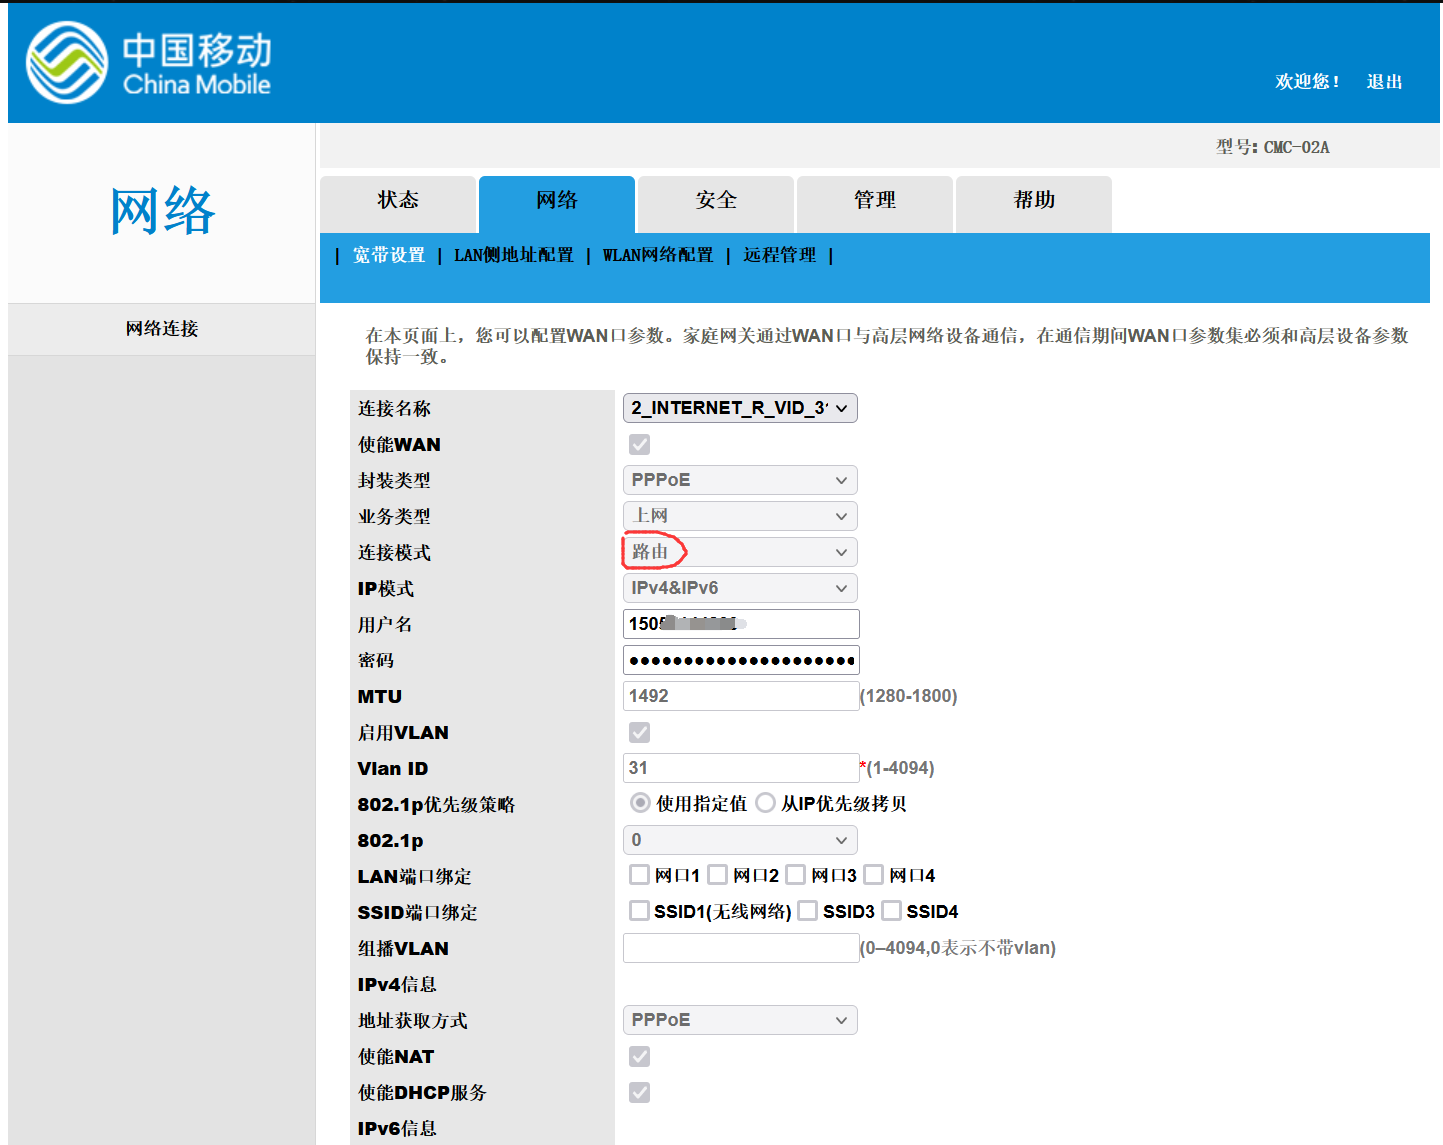 中国移动
China Mobile
欢迎您！ 退出
型号: CMC-02A
网络
状态 网络 安全 管理 帮助
| 宽带设置 | LAN侧地址配置 | WLAN网络配置 | 远程管理 |
网络连接
在本页面上，您可以配置WAN口参数。家庭网关通过WAN口与高层网络设备通信，在通信期间WAN口参数集必须和高层设备参数
保持一致。
连接名称 2_INTERNET_R_VID_3
使能WAN
封装类型 PPPoE
业务类型 上网
连接模式 路由
IP模式 IPv4&IPv6
用户名 150
密码 ●●●●●●●●●●●●●●●●●●●●●
MTU 1492 (1280-1800)
启用VLAN
Vlan ID 31 *(1-4094)
802.1p优先级策略 使用指定值 从IP优先级拷贝
802.1p 0
LAN端口绑定 网口1 网口2 网口3 网口4
SSID端口绑定 SSID1(无线网络) SSID3 SSID4
组播VLAN (0–4094,0表示不带vlan)
IPv4信息
地址获取方式 PPPoE
使能NAT
使能DHCP服务
IPv6信息